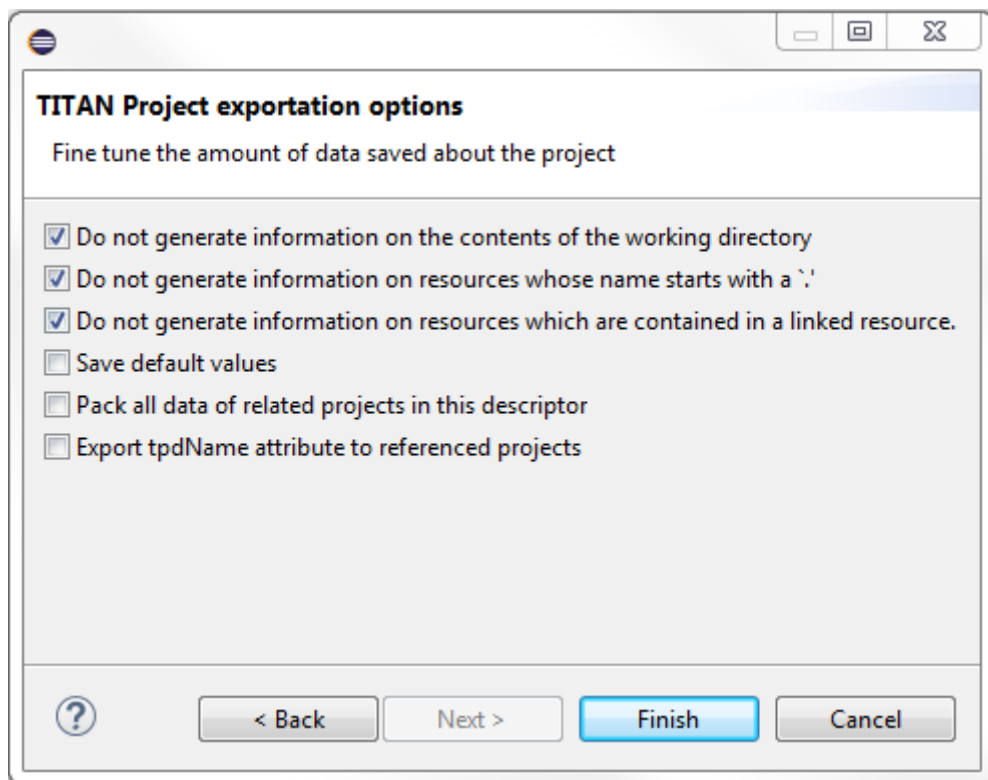 TITAN Project exportation options
Fine tune the amount of data saved about the project
Do not generate information on the contents of the working directory
Do not generate information on resources whose name starts with a `.'
Do not generate information on resources which are contained in a linked resource.
Save default values
Pack all data of related projects in this descriptor
Export tpdName attribute to referenced projects
? < Back Next > Finish Cancel